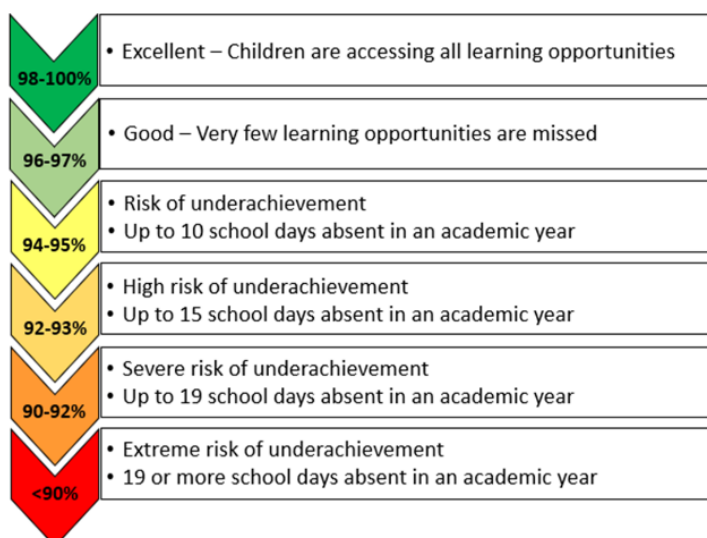 • Excellent – Children are accessing all learning opportunities
98-100%
• Good – Very few learning opportunities are missed
96-97%
• Risk of underachievement
• Up to 10 school days absent in an academic year
94-95%
• High risk of underachievement
• Up to 15 school days absent in an academic year
92-93%
• Severe risk of underachievement
• Up to 19 school days absent in an academic year
90-92%
• Extreme risk of underachievement
• 19 or more school days absent in an academic year
<90%